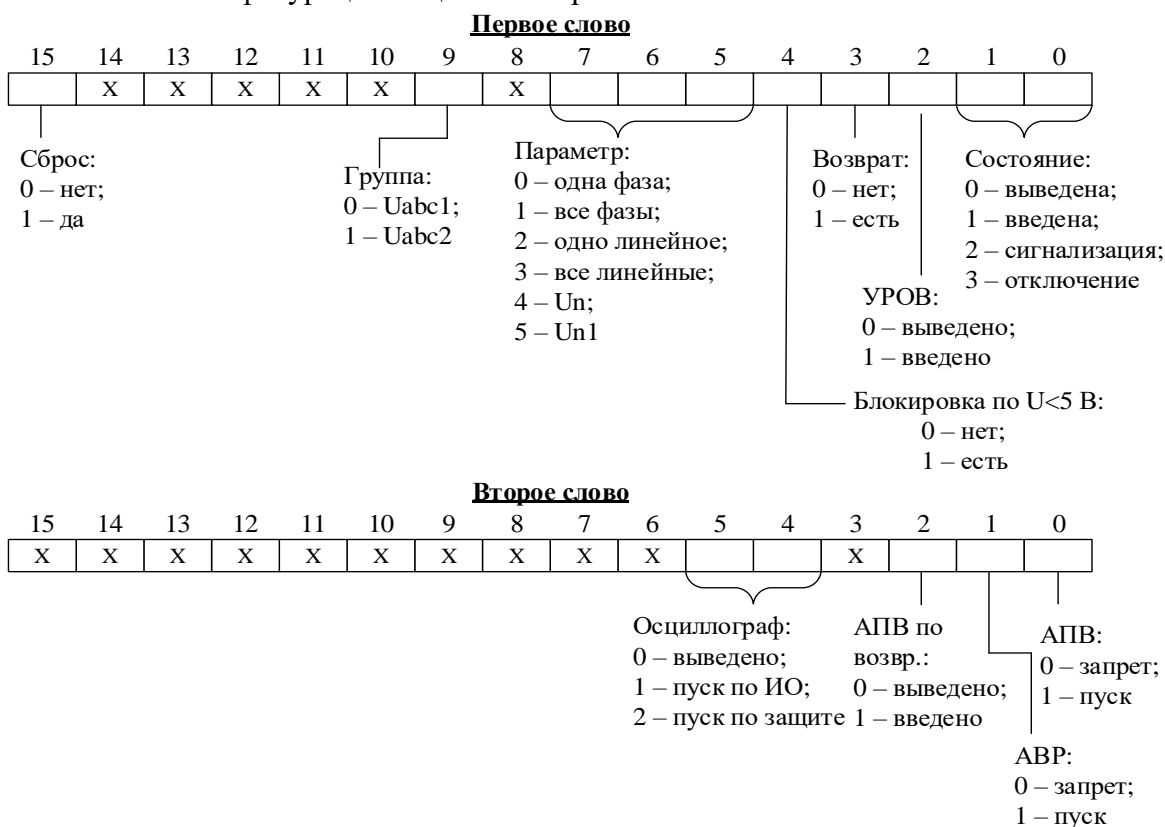 Первое слово
15 14 13 12 11 10 9 8 7 6 5 4 3 2 1 0
X X X X X X
Сброс:
0 – нет;
1 – да
Группа:
0 – Uabc1;
1 – Uabc2
Параметр:
0 – одна фаза;
1 – все фазы;
2 – одно линейное;
3 – все линейные;
4 – Un;
5 – Un1
Возврат:
0 – нет;
1 – есть
Состояние:
0 – выведена;
1 – введена;
2 – сигнализация;
3 – отключение
УРОВ:
0 – выведено;
1 – введено
Блокировка по U<5 В:
0 – нет;
1 – есть
Второе слово
15 14 13 12 11 10 9 8 7 6 5 4 3 2 1 0
X X X X X X X X X X X
Осциллограф:
0 – выведено;
1 – пуск по ИО;
2 – пуск по защите
АПВ по
возвр.:
0 – выведено;
1 – введено
АПВ:
0 – запрет;
1 – пуск
АВР:
0 – запрет;
1 – пуск